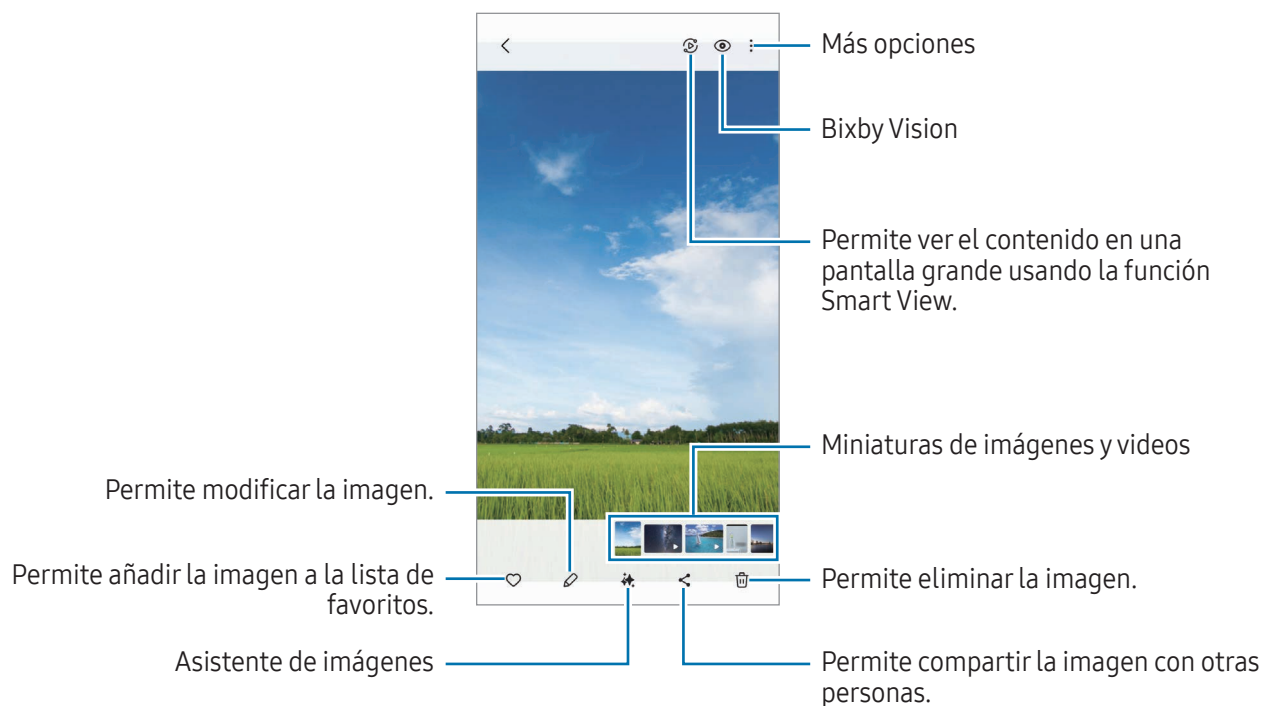 Más opciones
Bixby Vision
Permite ver el contenido en una
pantalla grande usando la función
Smart View.
Miniaturas de imágenes y videos
Permite modificar la imagen.
Permite añadir la imagen a la lista de
favoritos.
Permite eliminar la imagen.
Asistente de imágenes
Permite compartir la imagen con otras
personas.